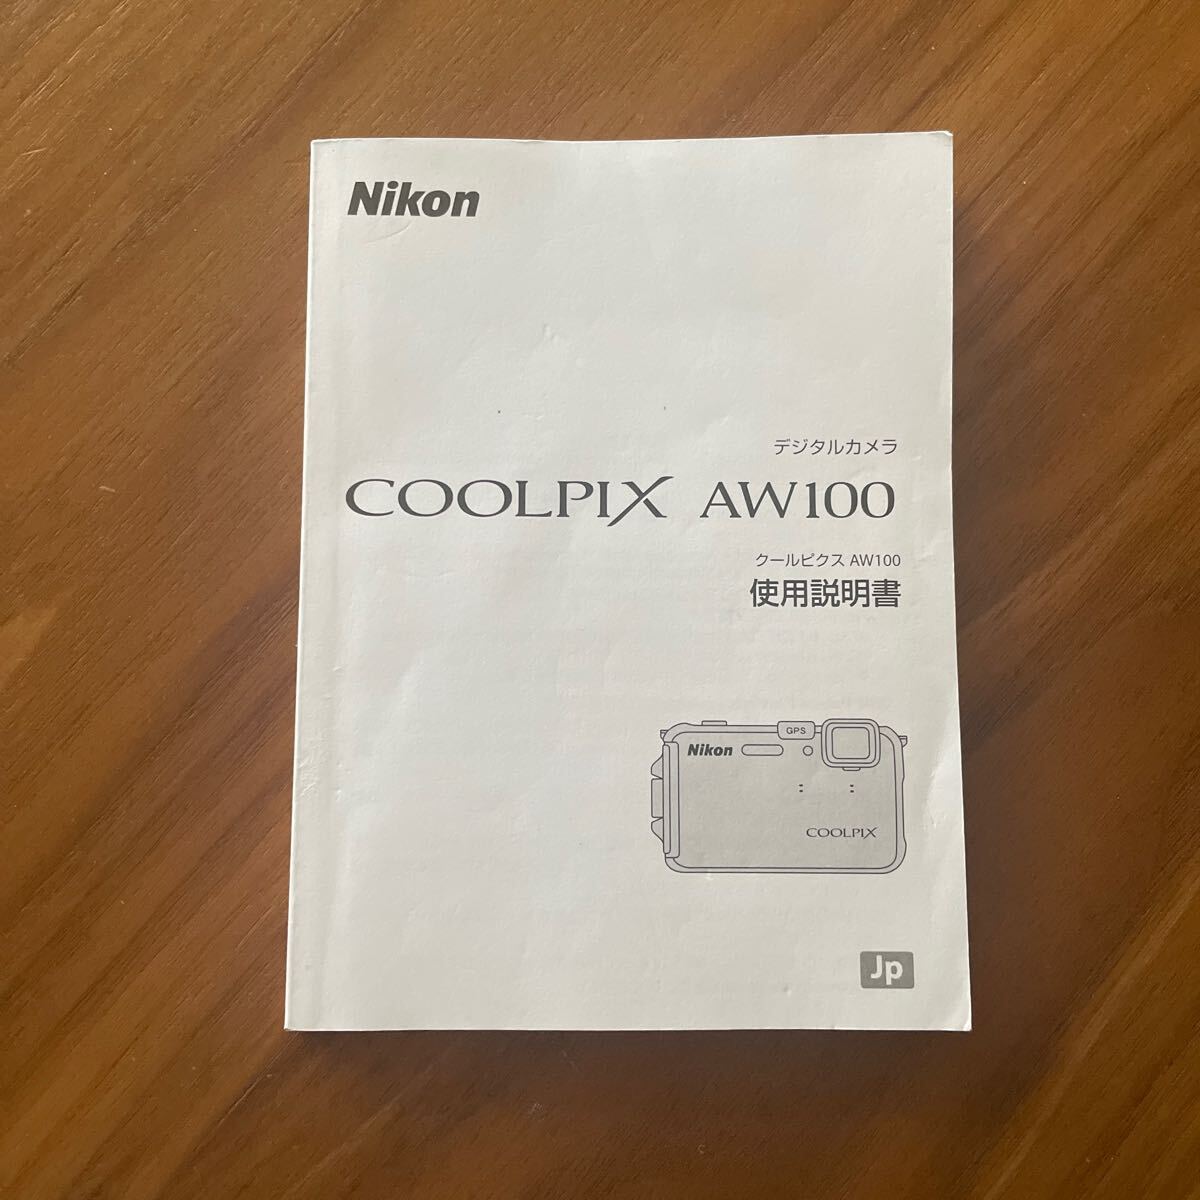 Nikon
デジタルカメラ
COOLPIX AW100
クールピクス AW100
使用説明書
GPS
Nikon
COOLPIX
Jp